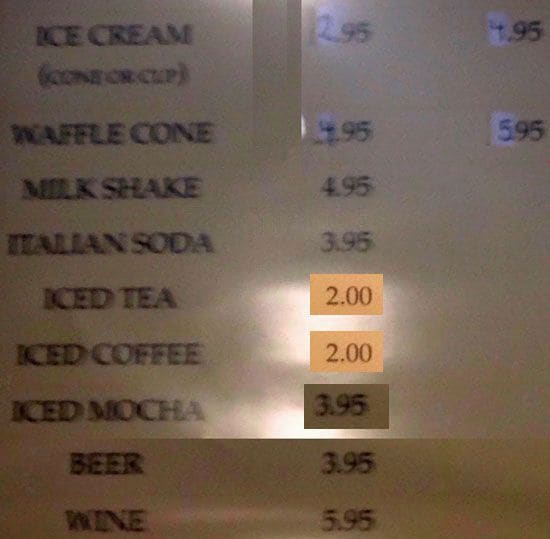 ICE CREAM 2.95 4.95
(CONE OR CUP)
WAFFLE CONE 4.95 5.95
MILK SHAKE 4.95
ITALIAN SODA 3.95
ICED TEA 2.00
ICED COFFEE 2.00
ICED MOCHA 3.95
BEER 3.95
WINE 5.95